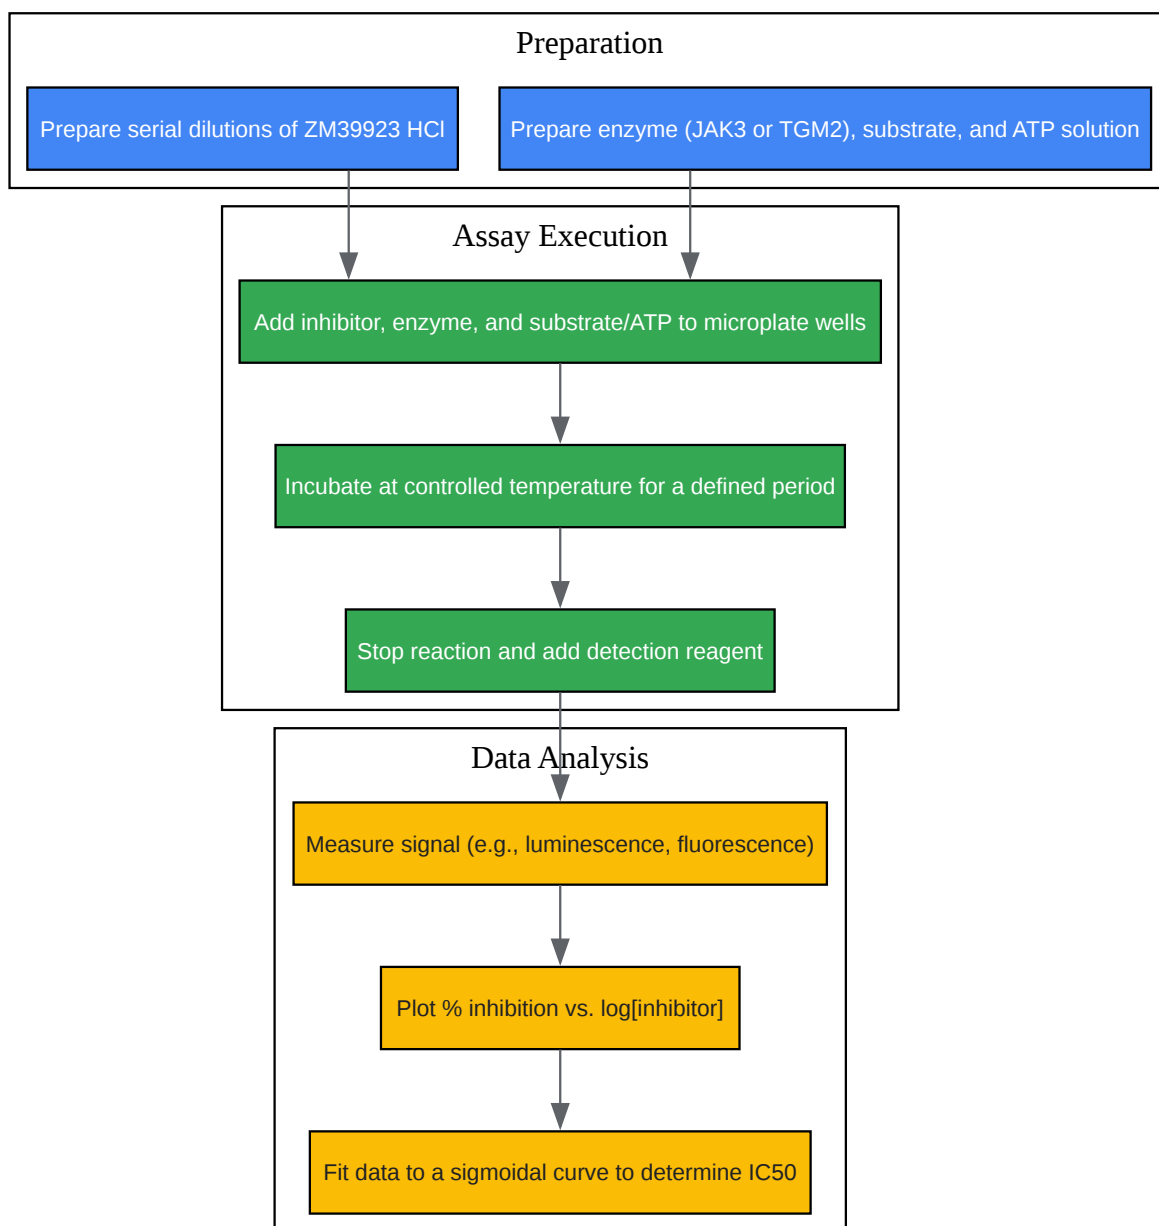 Preparation
Prepare serial dilutions of ZM39923 HCl
Prepare enzyme (JAK3 or TGM2), substrate, and ATP solution
Assay Execution
Add inhibitor, enzyme, and substrate/ATP to microplate wells
Incubate at controlled temperature for a defined period
Stop reaction and add detection reagent
Data Analysis
Measure signal (e.g., luminescence, fluorescence)
Plot % inhibition vs. log[inhibitor]
Fit data to a sigmoidal curve to determine IC50